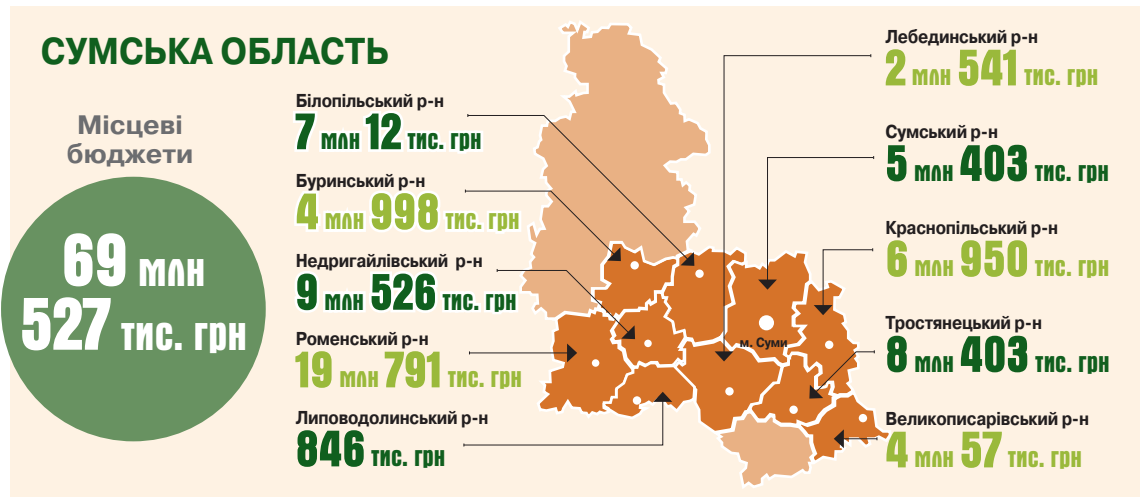 СУМСЬКА ОБЛАСТЬ
Місцеві
бюджети
69 млн
527 тис. грн
Білопільський р-н
7 млн 12 тис. грн
Буринський р-н
4 млн 998 тис. грн
Недригайлівський р-н
9 млн 526 тис. грн
Роменський р-н
19 млн 791 тис. грн
Липоводолинський р-н
846 тис. грн
м. Суми
Лебединський р-н
2 млн 541 тис. грн
Сумський р-н
5 млн 403 тис. грн
Краснопільський р-н
6 млн 950 тис. грн
Тростянецький р-н
8 млн 403 тис. грн
Великописарівський р-н
4 млн 57 тис. грн